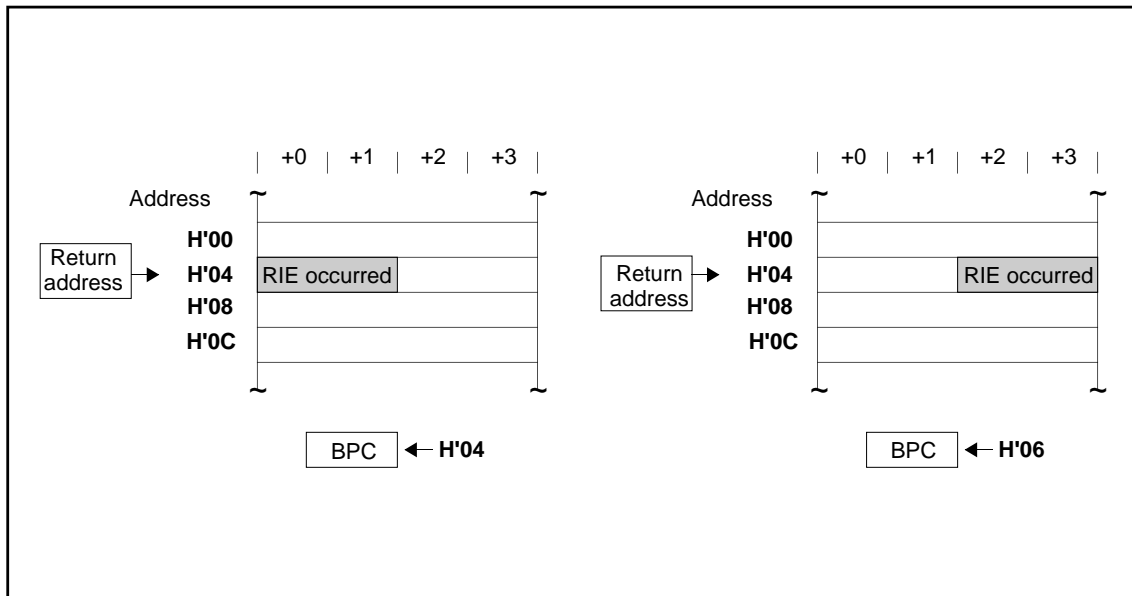 +0 +1 +2 +3
Address
H'00
Return
address
H'04
RIE occurred
H'08
H'0C
~ ~
~ ~
BPC
H'04
+0 +1 +2 +3
Address
H'00
Return
address
H'04
RIE occurred
H'08
H'0C
~ ~
~ ~
BPC
H'06